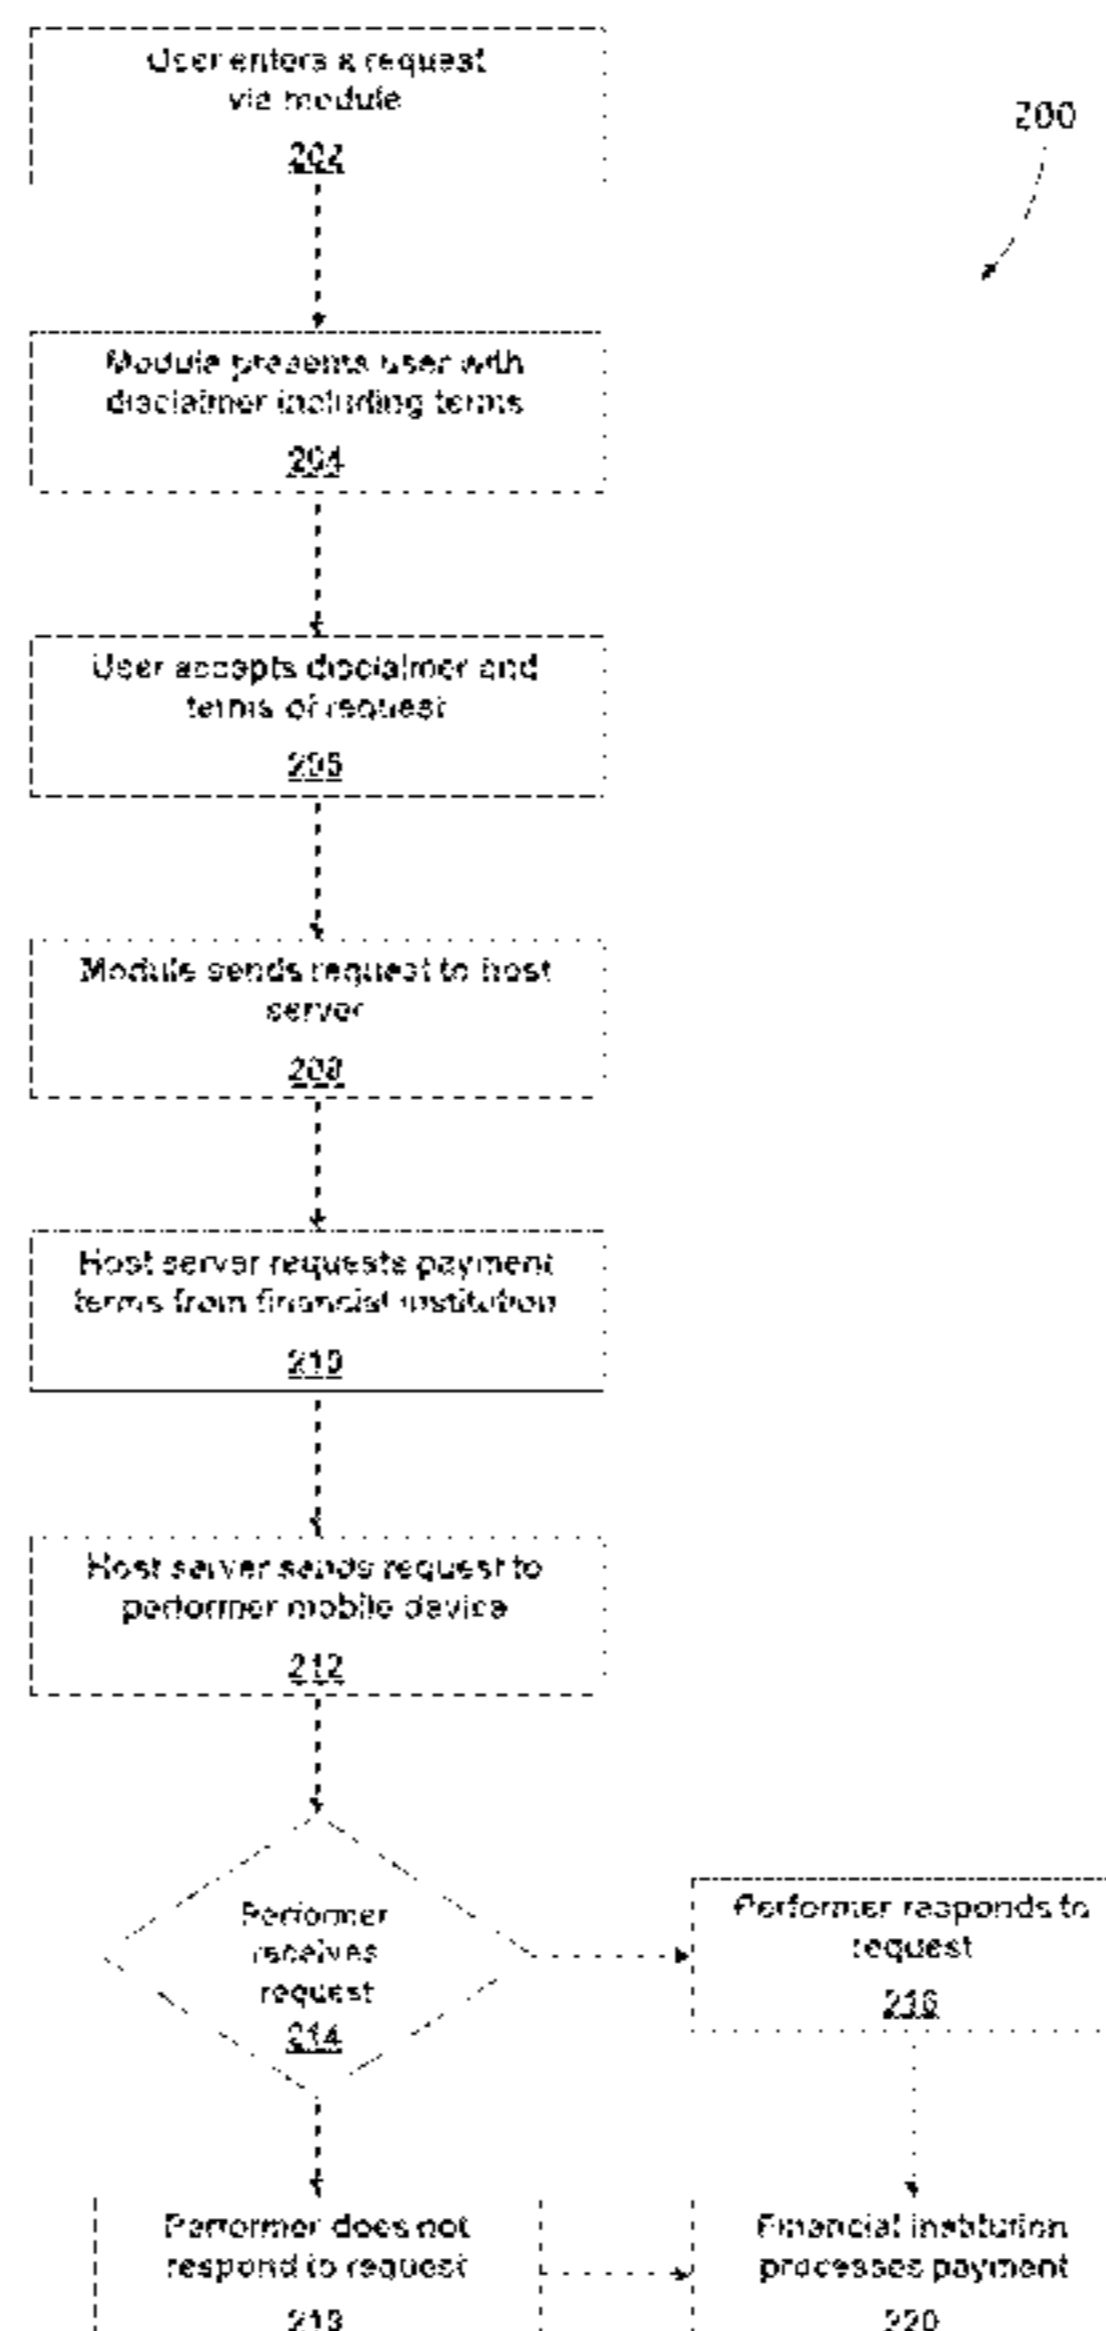 User enters a request
via module
202
200
Module presents user with
disclaimer including terms
204
User accepts disclaimer and
terms of request
206
Module sends request to host
server
208
Host server requests payment
terms from financial institution
210
Host server sends request to
performer mobile device
212
Performer
receives
request
214
Performer responds to
request
216
Performer does not
respond to request
218
Financial institution
processes payment
220